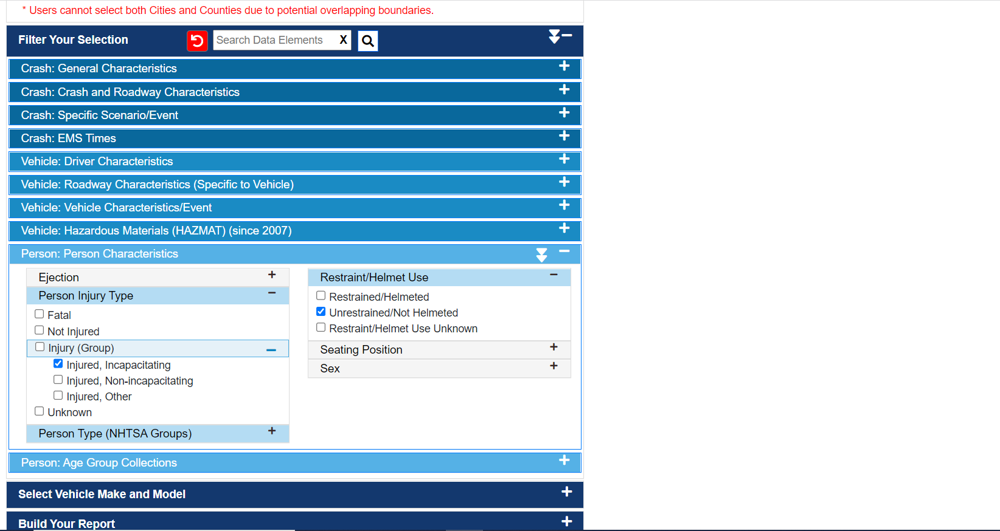 * Users cannot select both Cities and Counties due to potential overlapping boundaries.
Filter Your Selection
Search Data Elements X
Crash: General Characteristics
Crash: Crash and Roadway Characteristics
Crash: Specific Scenario/Event
Crash: EMS Times
Vehicle: Driver Characteristics
Vehicle: Roadway Characteristics (Specific to Vehicle)
Vehicle: Vehicle Characteristics/Event
Vehicle: Hazardous Materials (HAZMAT) (since 2007)
Person: Person Characteristics
Ejection
Person Injury Type
Fatal
Not Injured
Injury (Group)
Injured, Incapacitating
Injured, Non-incapacitating
Injured, Other
Unknown
Person Type (NHTSA Groups)
Restraint/Helmet Use
Restrained/Helmeted
Unrestrained/Not Helmeted
Restraint/Helmet Use Unknown
Seating Position
Sex
Person: Age Group Collections
Select Vehicle Make and Model
Build Your Report